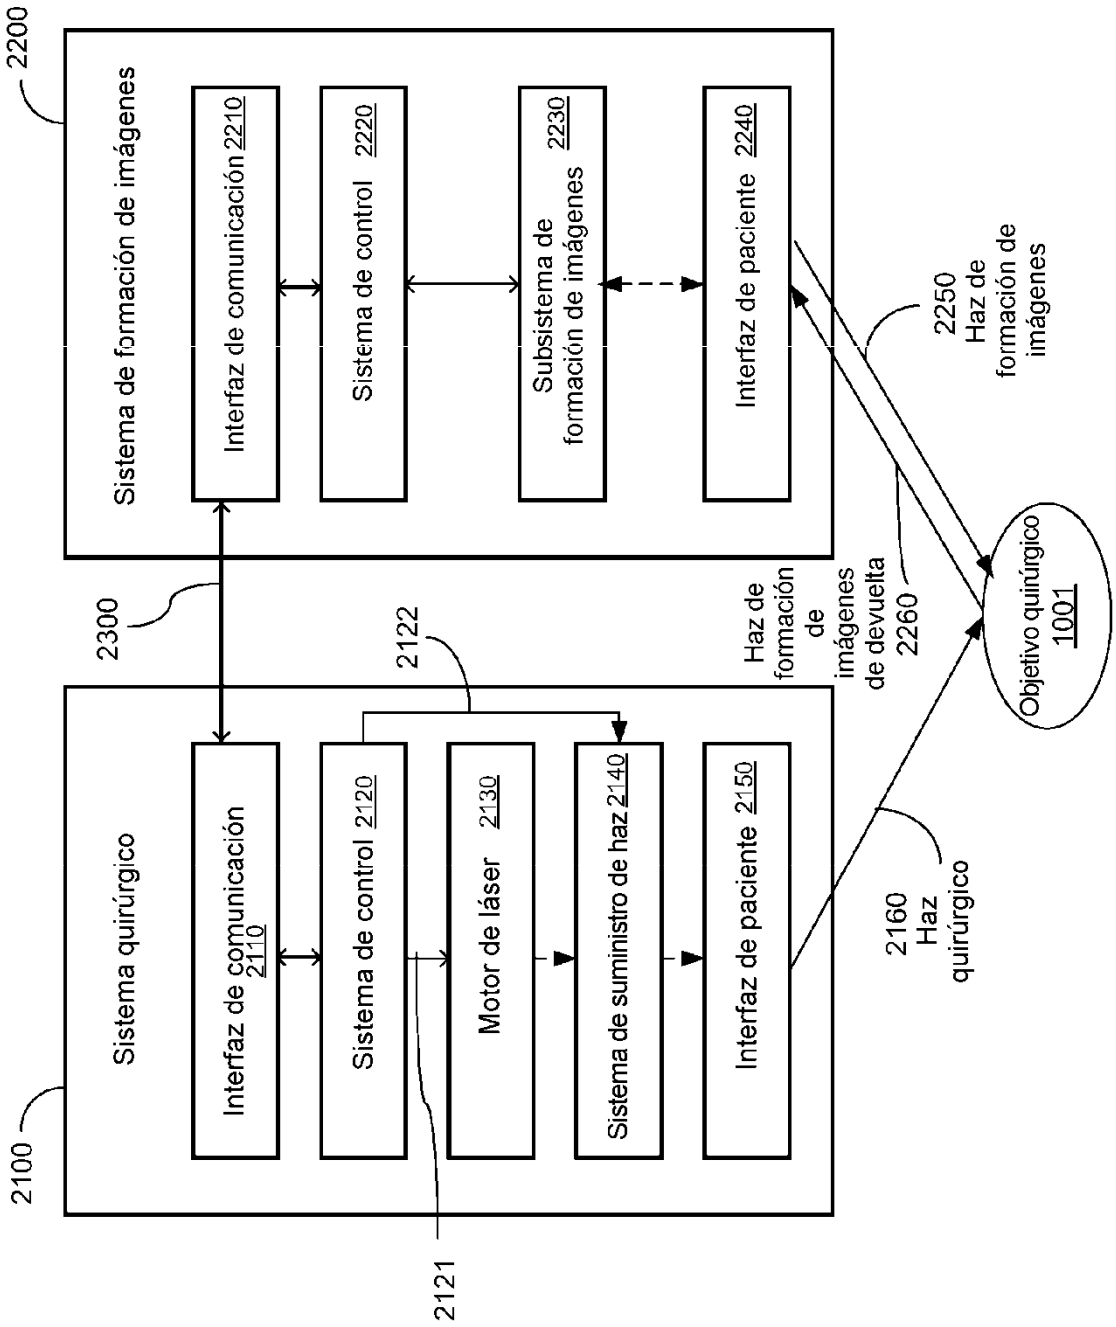 2100
Sistema quirúrgico
Interfaz de comunicación
2110
Sistema de control 2120
Motor de láser 2130
Sistema de suministro de haz 2140
Interfaz de paciente 2150
2121
2122
2300
2200
Sistema de formación de imágenes
Interfaz de comunicación 2210
Sistema de control 2220
Subsistema de 2230
formación de imágenes
Interfaz de paciente 2240
2160
Haz
quirúrgico
Haz de
formación
de
imágenes
de devuelta
2260
2250
Haz de
formación de
imágenes
Objetivo quirúrgico
1001